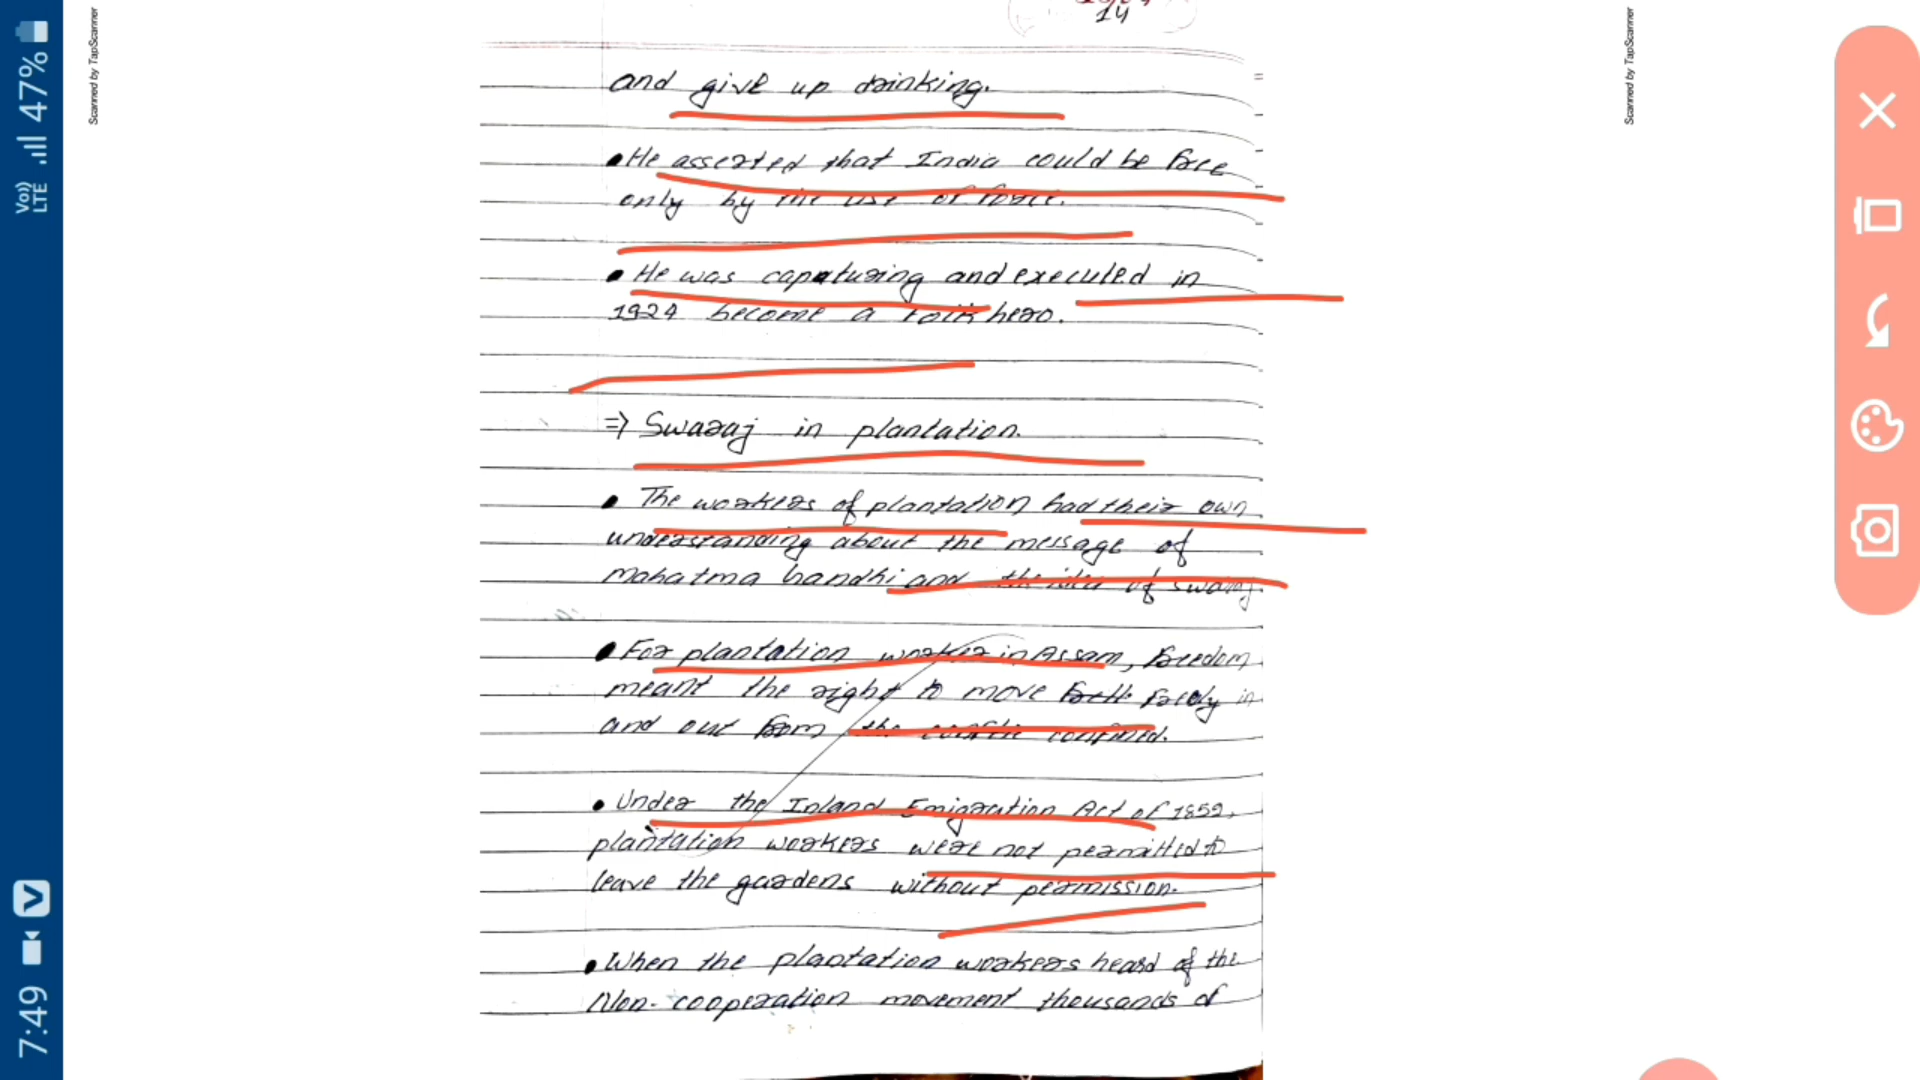 14
and give up drinking.
• He asserted that India could be free
only by the use of force.
• He was capaturing and executed in
1924 become a folk hero.
⇒ Swaraj in plantation.
• The workers of plantation had their own
understanding about the message of
Mahatma Gandhi and the idea of swaraj
• For plantation worker in Assam, freedom
meant the right to move freely in
and out from the confined.
• Under the Inland Emigration Act of 1859,
plantation workers were not permitted to
leave the gardens without permission.
• When the plantation workers heard of the
Non-cooperation movement thousands of
Scanned by TapScanner
Scanned by TapScanner
7:49
Vo)) LTE
47%